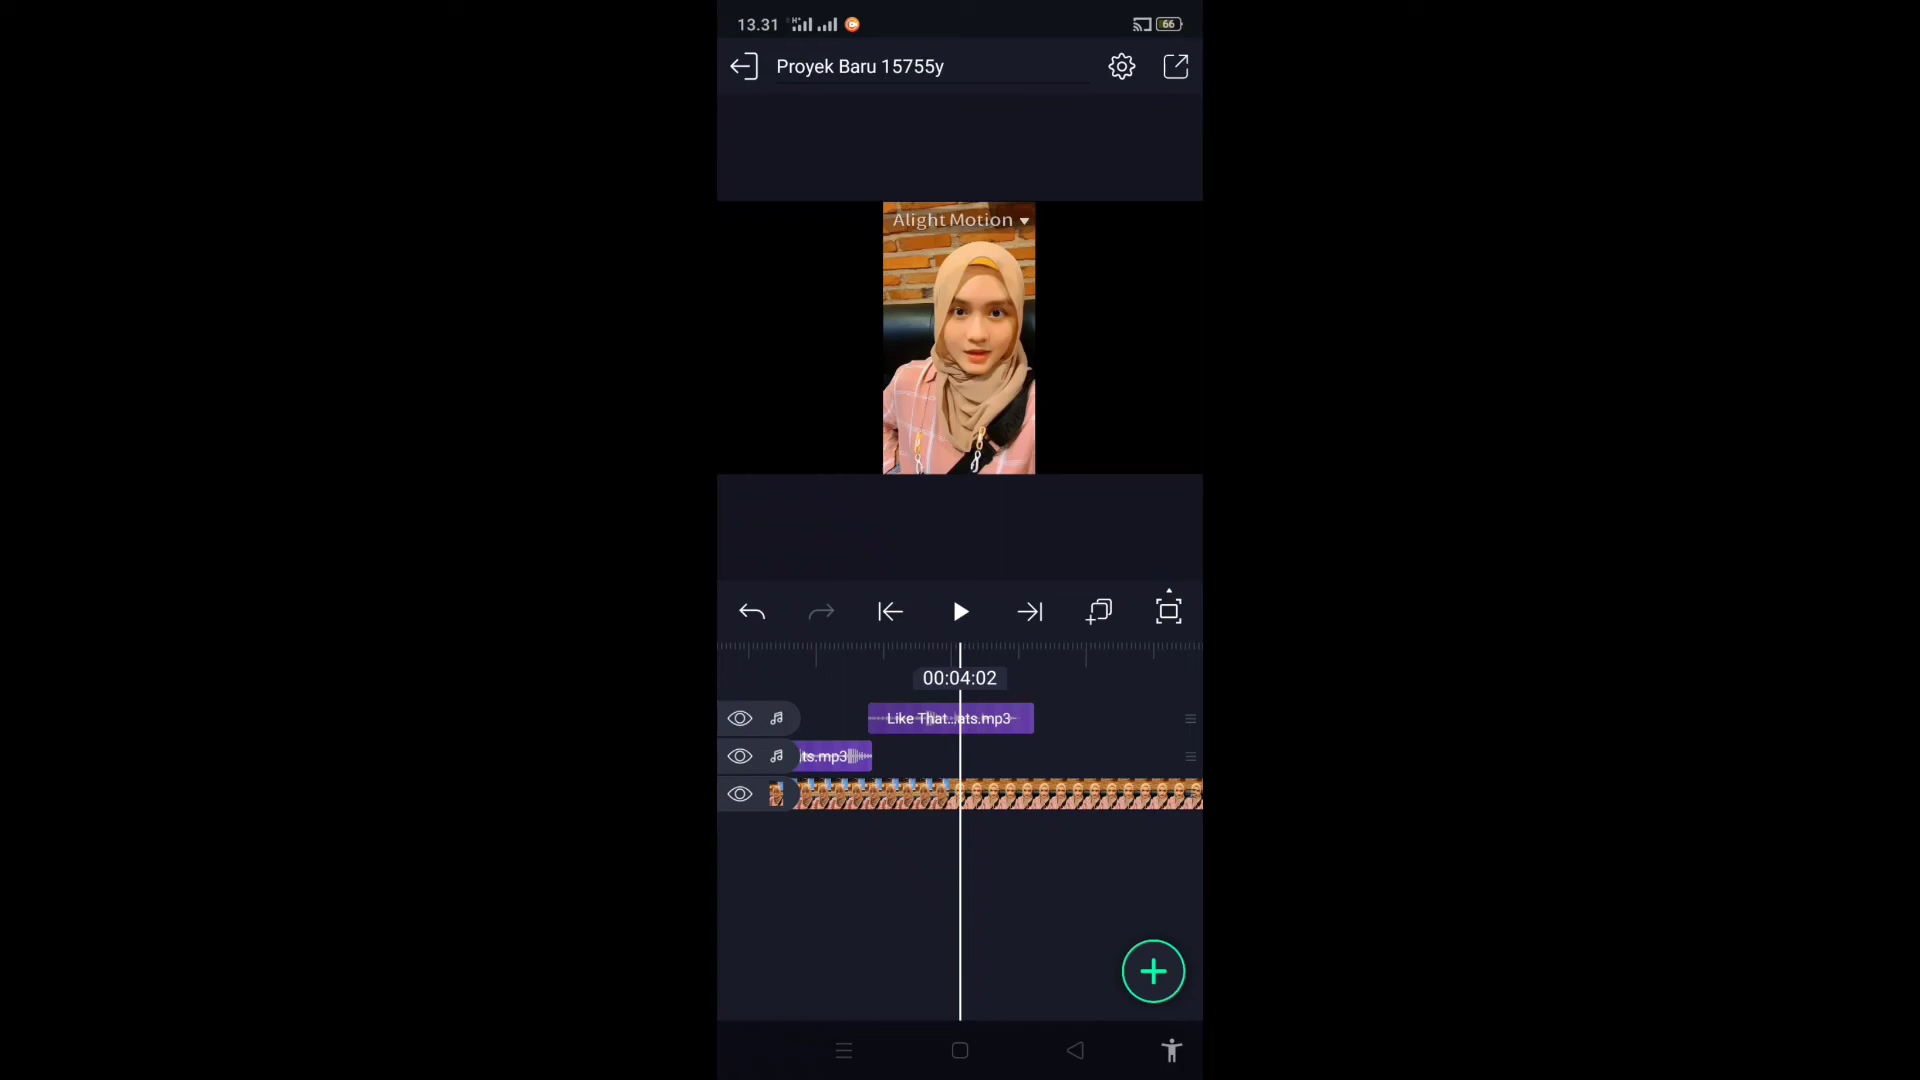 13.31
66
Proyek Baru 15755y
Alight Motion
00:04:02
Like That...ats.mp3
ts.mp3